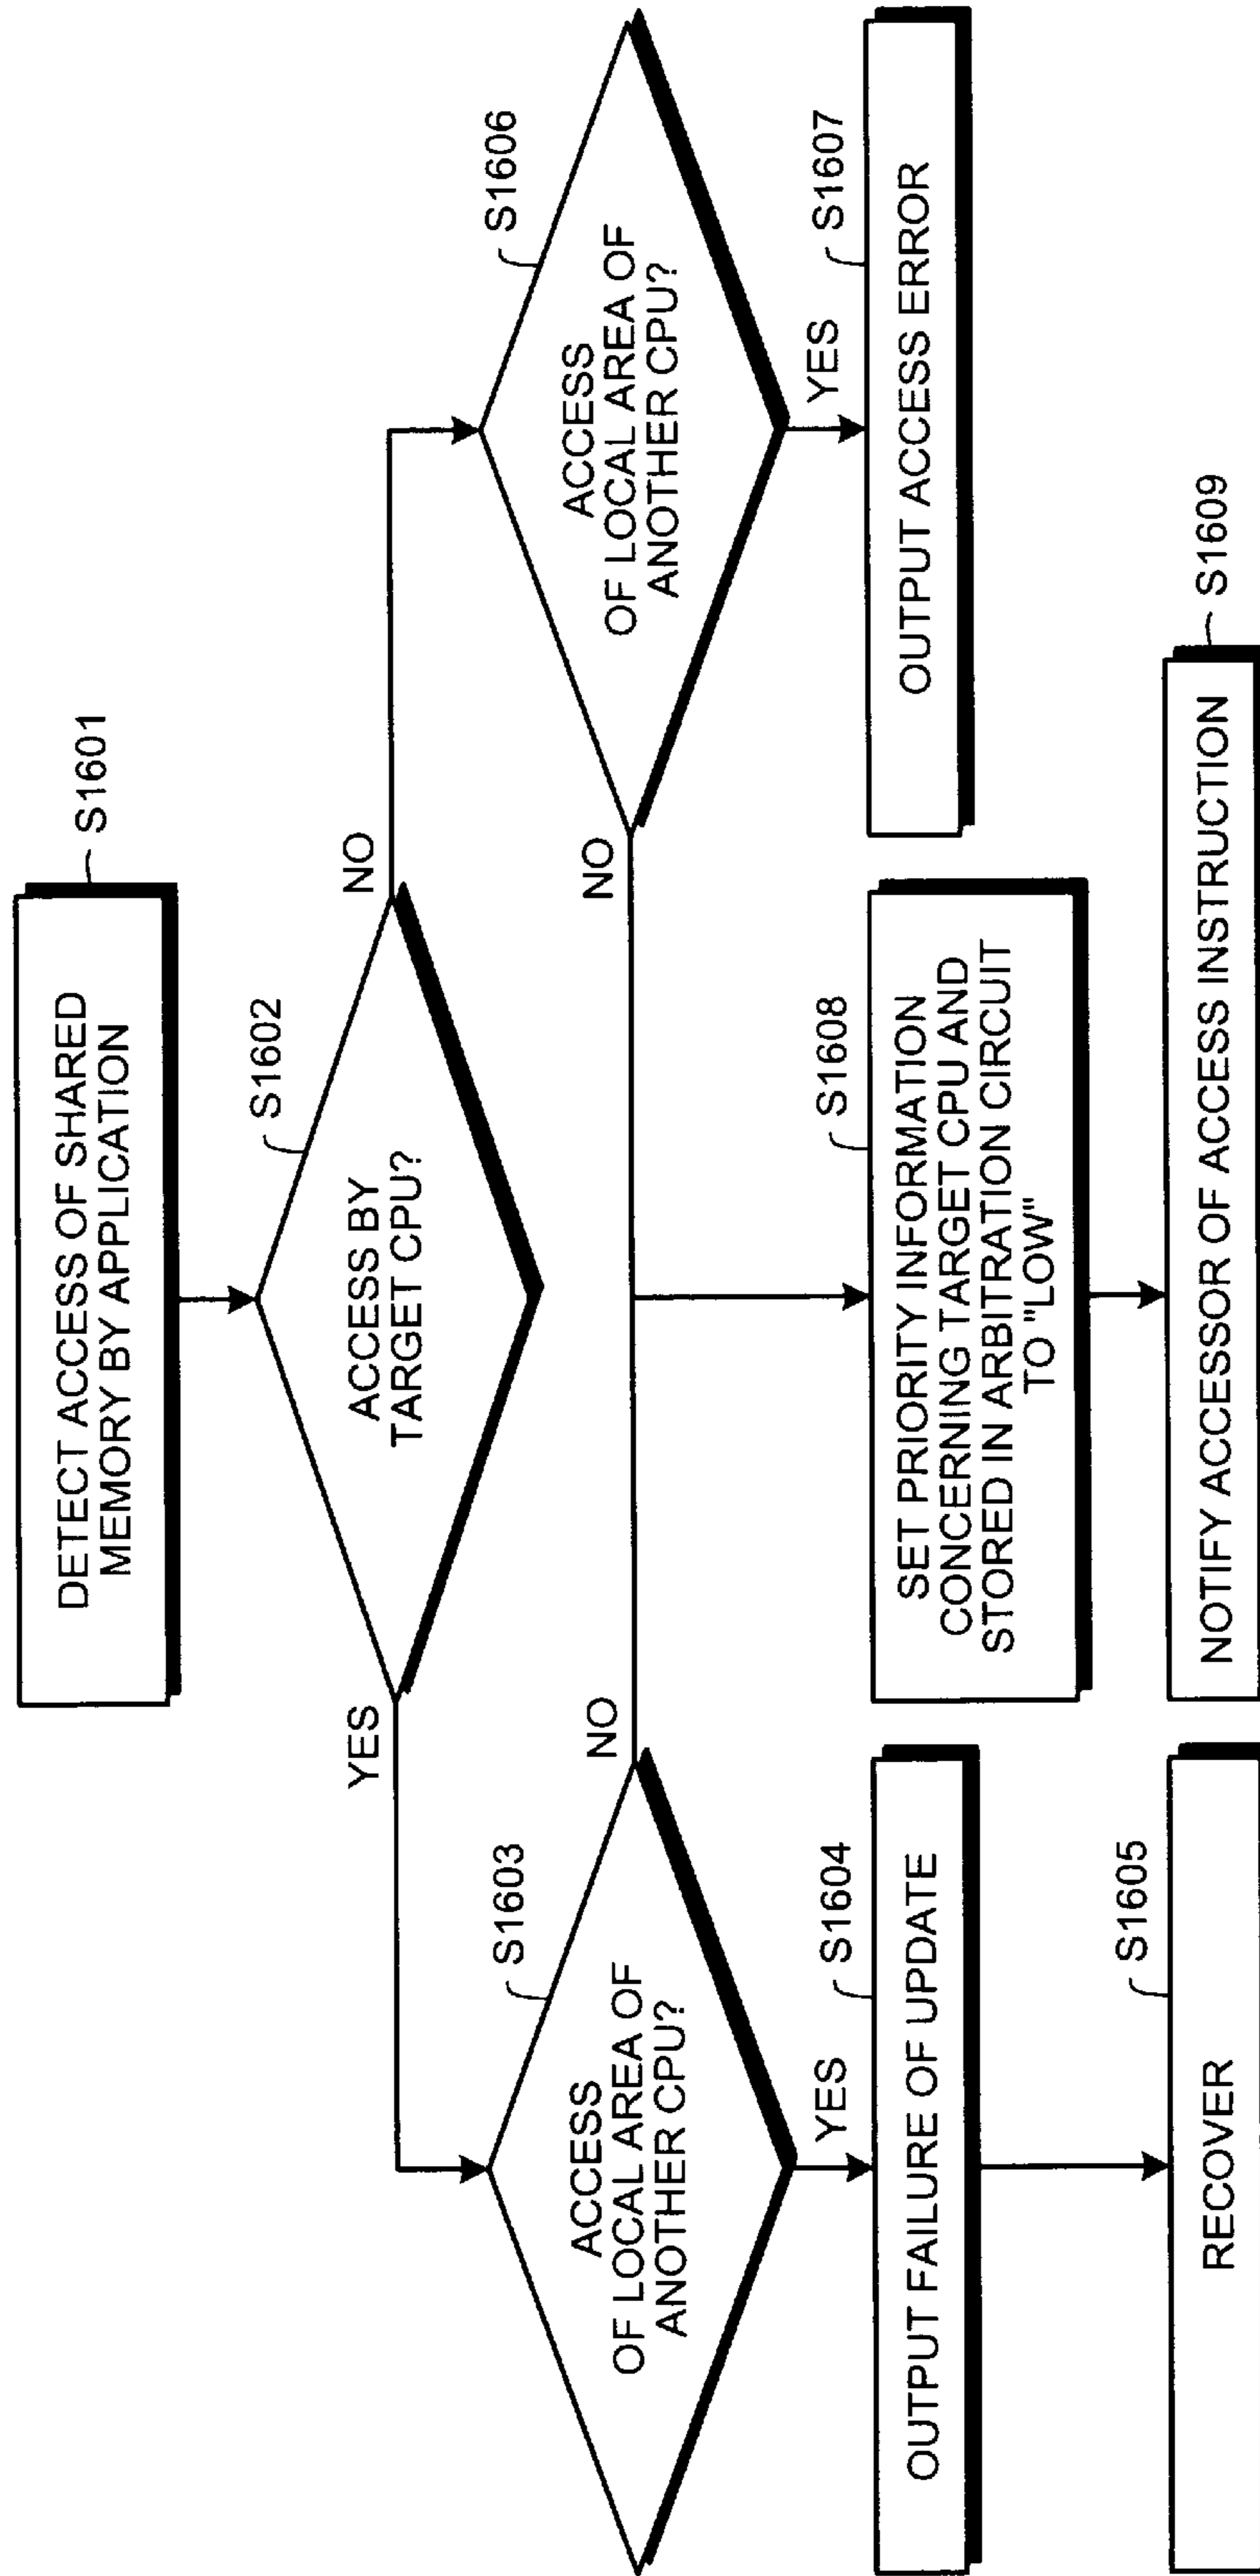 DETECT ACCESS OF SHARED
MEMORY BY APPLICATION
S1601
S1602
ACCESS BY
TARGET CPU?
YES
NO
S1603
ACCESS
OF LOCAL AREA OF
ANOTHER CPU?
NO
YES
S1606
ACCESS
OF LOCAL AREA OF
ANOTHER CPU?
NO
YES
S1604
OUTPUT FAILURE OF UPDATE
S1608
SET PRIORITY INFORMATION
CONCERNING TARGET CPU AND
STORED IN ARBITRATION CIRCUIT
TO "LOW"
S1607
OUTPUT ACCESS ERROR
S1605
RECOVER
NOTIFY ACCESSOR OF ACCESS INSTRUCTION
S1609